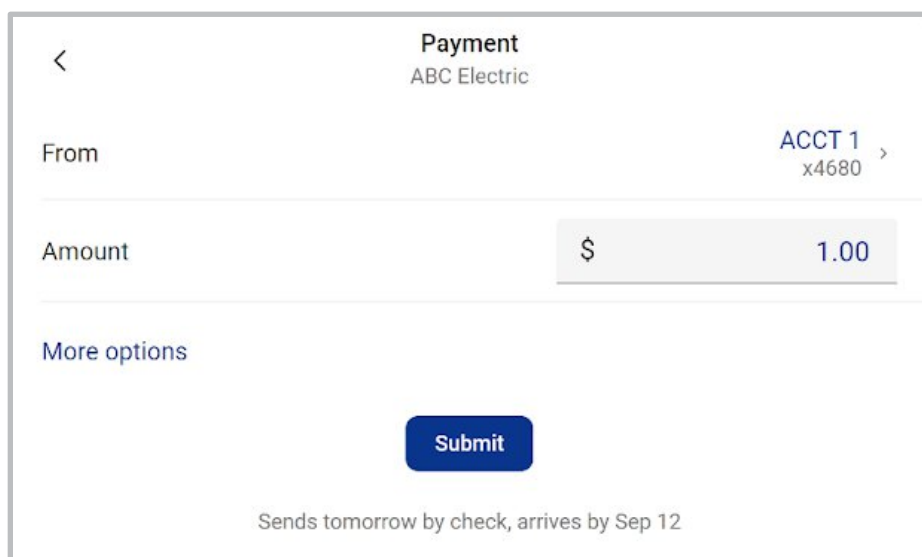 Payment
ABC Electric
From
ACCT 1
x4680
Amount
$ 1.00
More options
Submit
Sends tomorrow by check, arrives by Sep 12